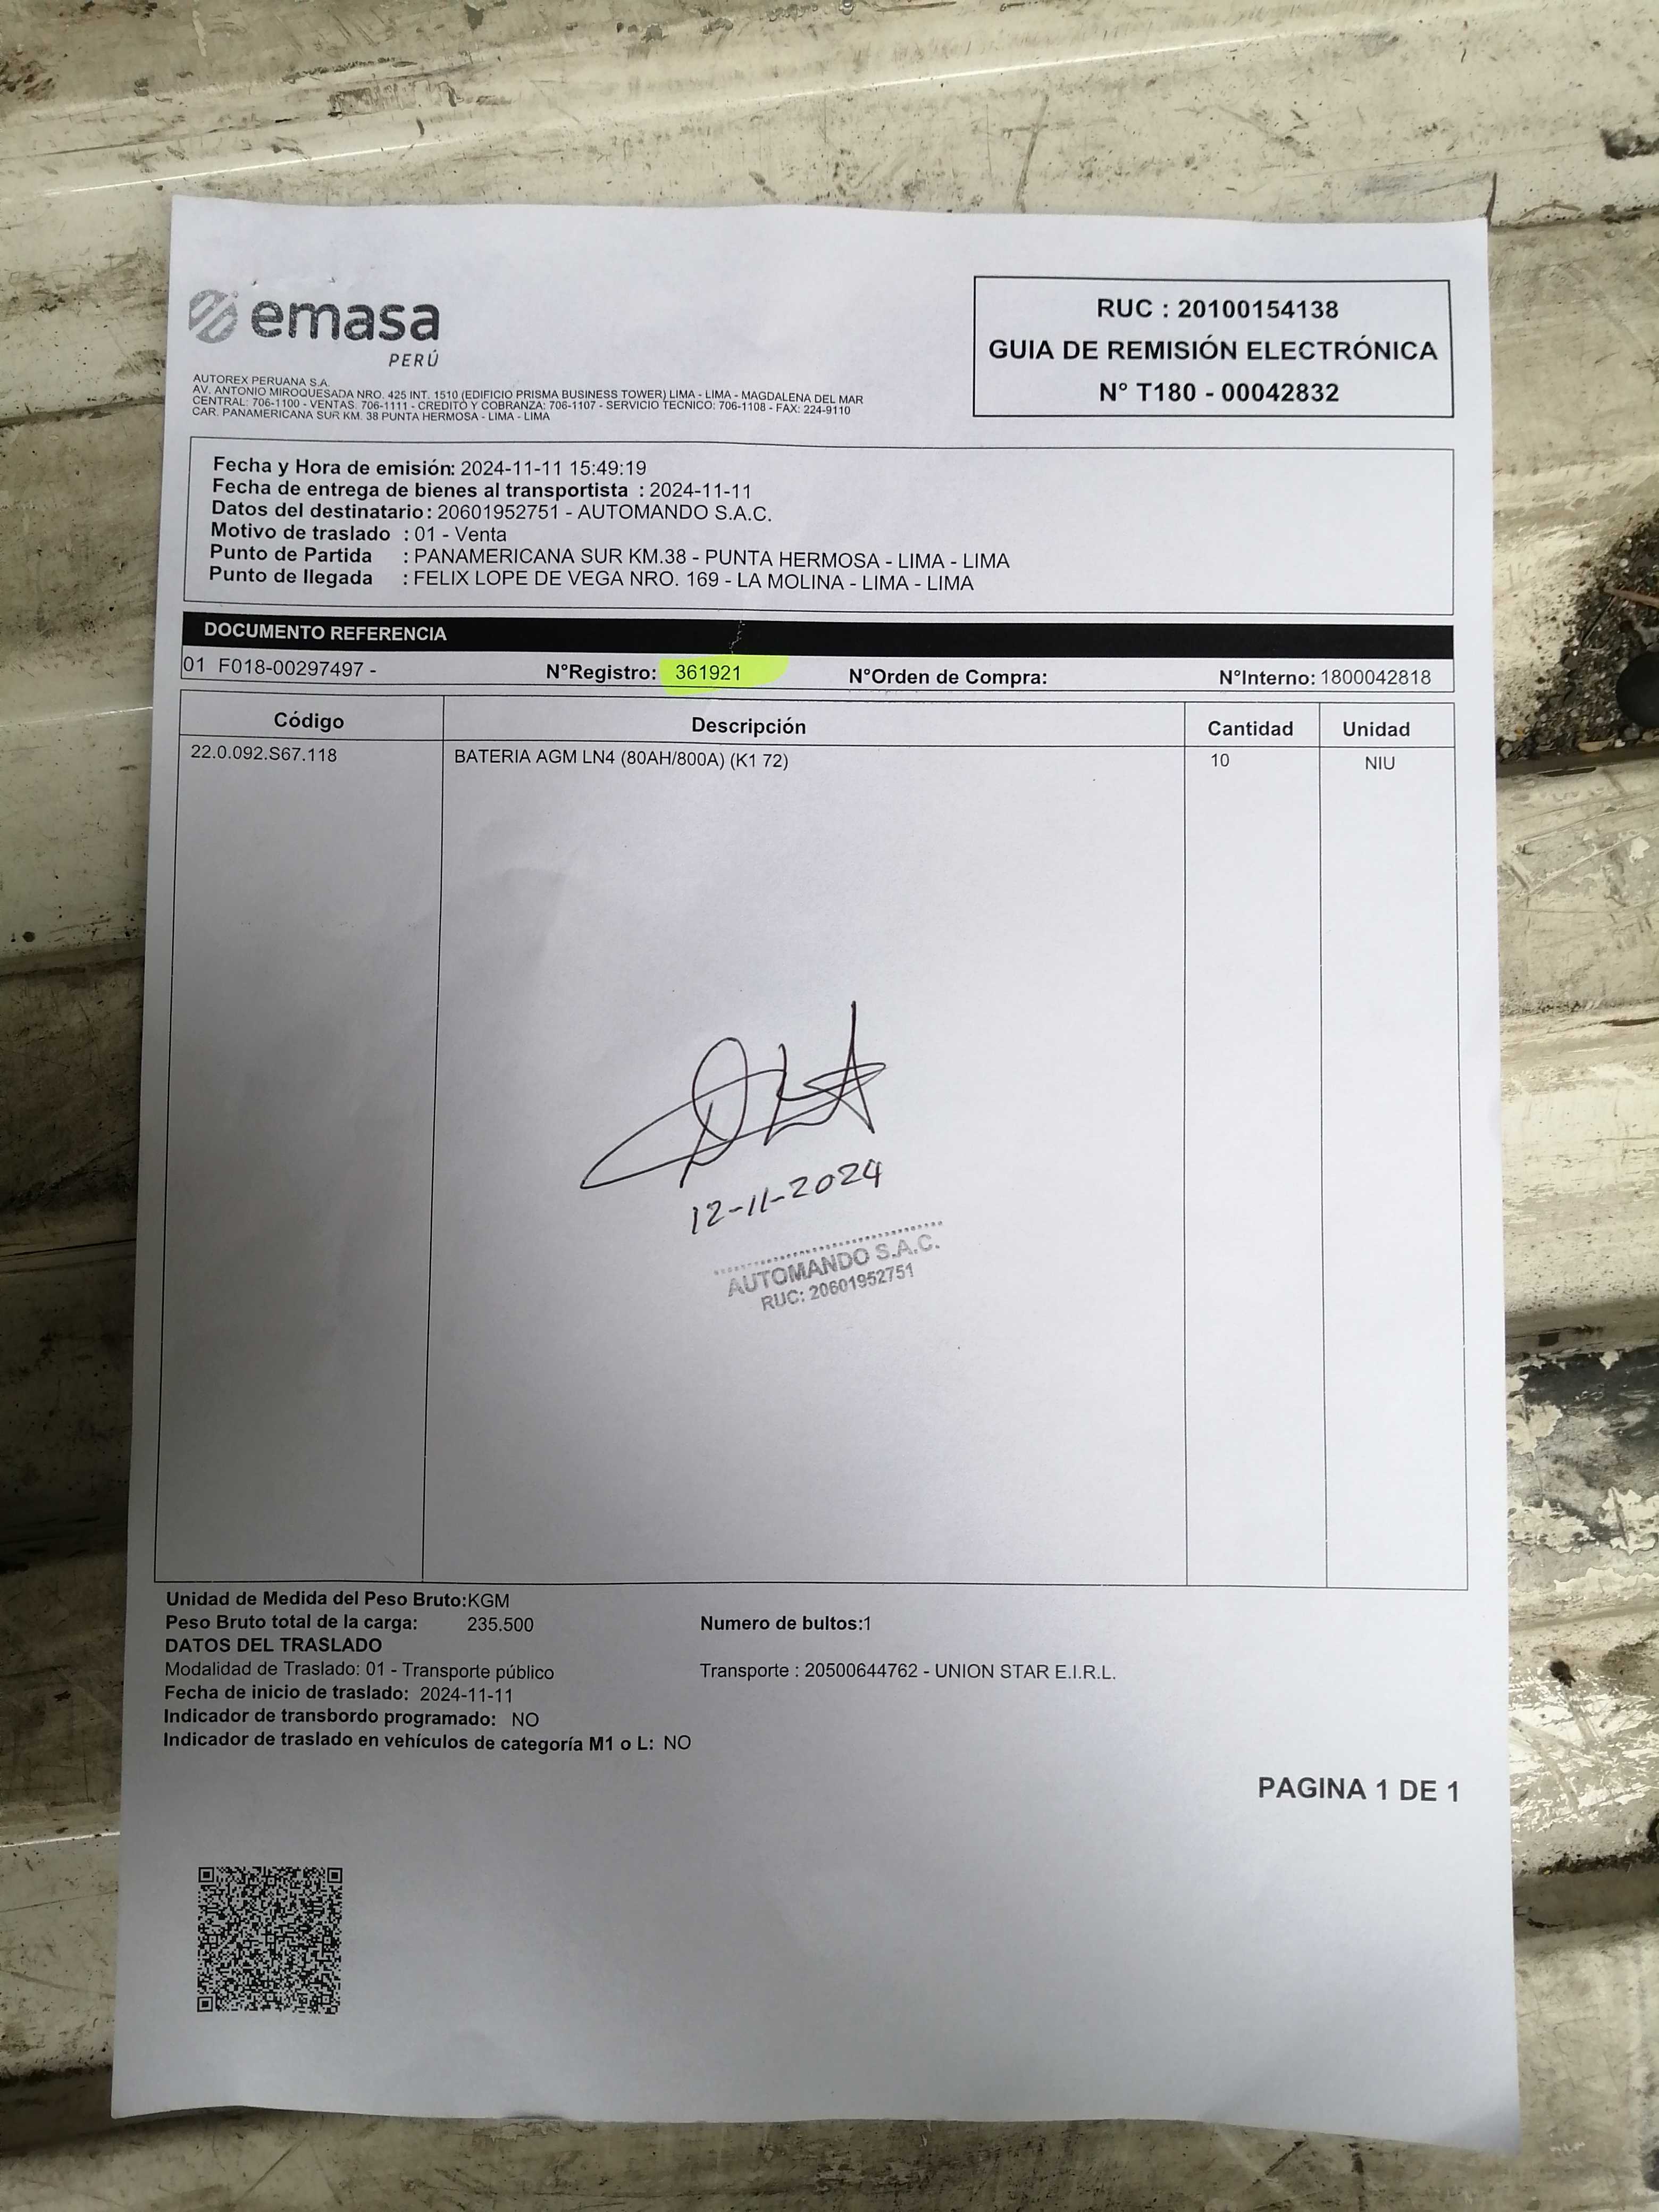 emasa
PERÚ
AUTOREX PERUANA S.A.
AV. ANTONIO MIROQUESADA NRO. 425 INT. 1510 (EDIFICIO PRISMA BUSINESS TOWER) LIMA - LIMA - MAGDALENA DEL MAR
CENTRAL: 706-1100 - VENTAS. 706-1111 - CREDITO Y COBRANZA: 706-1107 - SERVICIO TECNICO: 706-1108 - FAX: 224-9110
CAR. PANAMERICANA SUR KM. 38 PUNTA HERMOSA - LIMA - LIMA
RUC : 20100154138
GUIA DE REMISIÓN ELECTRÓNICA
N° T180 - 00042832
Fecha y Hora de emisión: 2024-11-11 15:49:19
Fecha de entrega de bienes al transportista : 2024-11-11
Datos del destinatario: 20601952751 - AUTOMANDO S.A.C.
Motivo de traslado : 01 - Venta
Punto de Partida : PANAMERICANA SUR KM.38 - PUNTA HERMOSA - LIMA - LIMA
Punto de llegada : FELIX LOPE DE VEGA NRO. 169 - LA MOLINA - LIMA - LIMA
DOCUMENTO REFERENCIA
01 F018-00297497 - N°Registro: 361921 N°Orden de Compra: N°Interno: 1800042818
Código Descripción Cantidad Unidad
22.0.092.S67.118 BATERIA AGM LN4 (80AH/800A) (K1 72) 10 NIU
12-11-2024
AUTOMANDO S.A.C.
RUC: 20601952751
Unidad de Medida del Peso Bruto:KGM
Peso Bruto total de la carga: 235.500 Numero de bultos:1
DATOS DEL TRASLADO
Modalidad de Traslado: 01 - Transporte público Transporte : 20500644762 - UNION STAR E.I.R.L.
Fecha de inicio de traslado: 2024-11-11
Indicador de transbordo programado: NO
Indicador de traslado en vehículos de categoría M1 o L: NO
PAGINA 1 DE 1